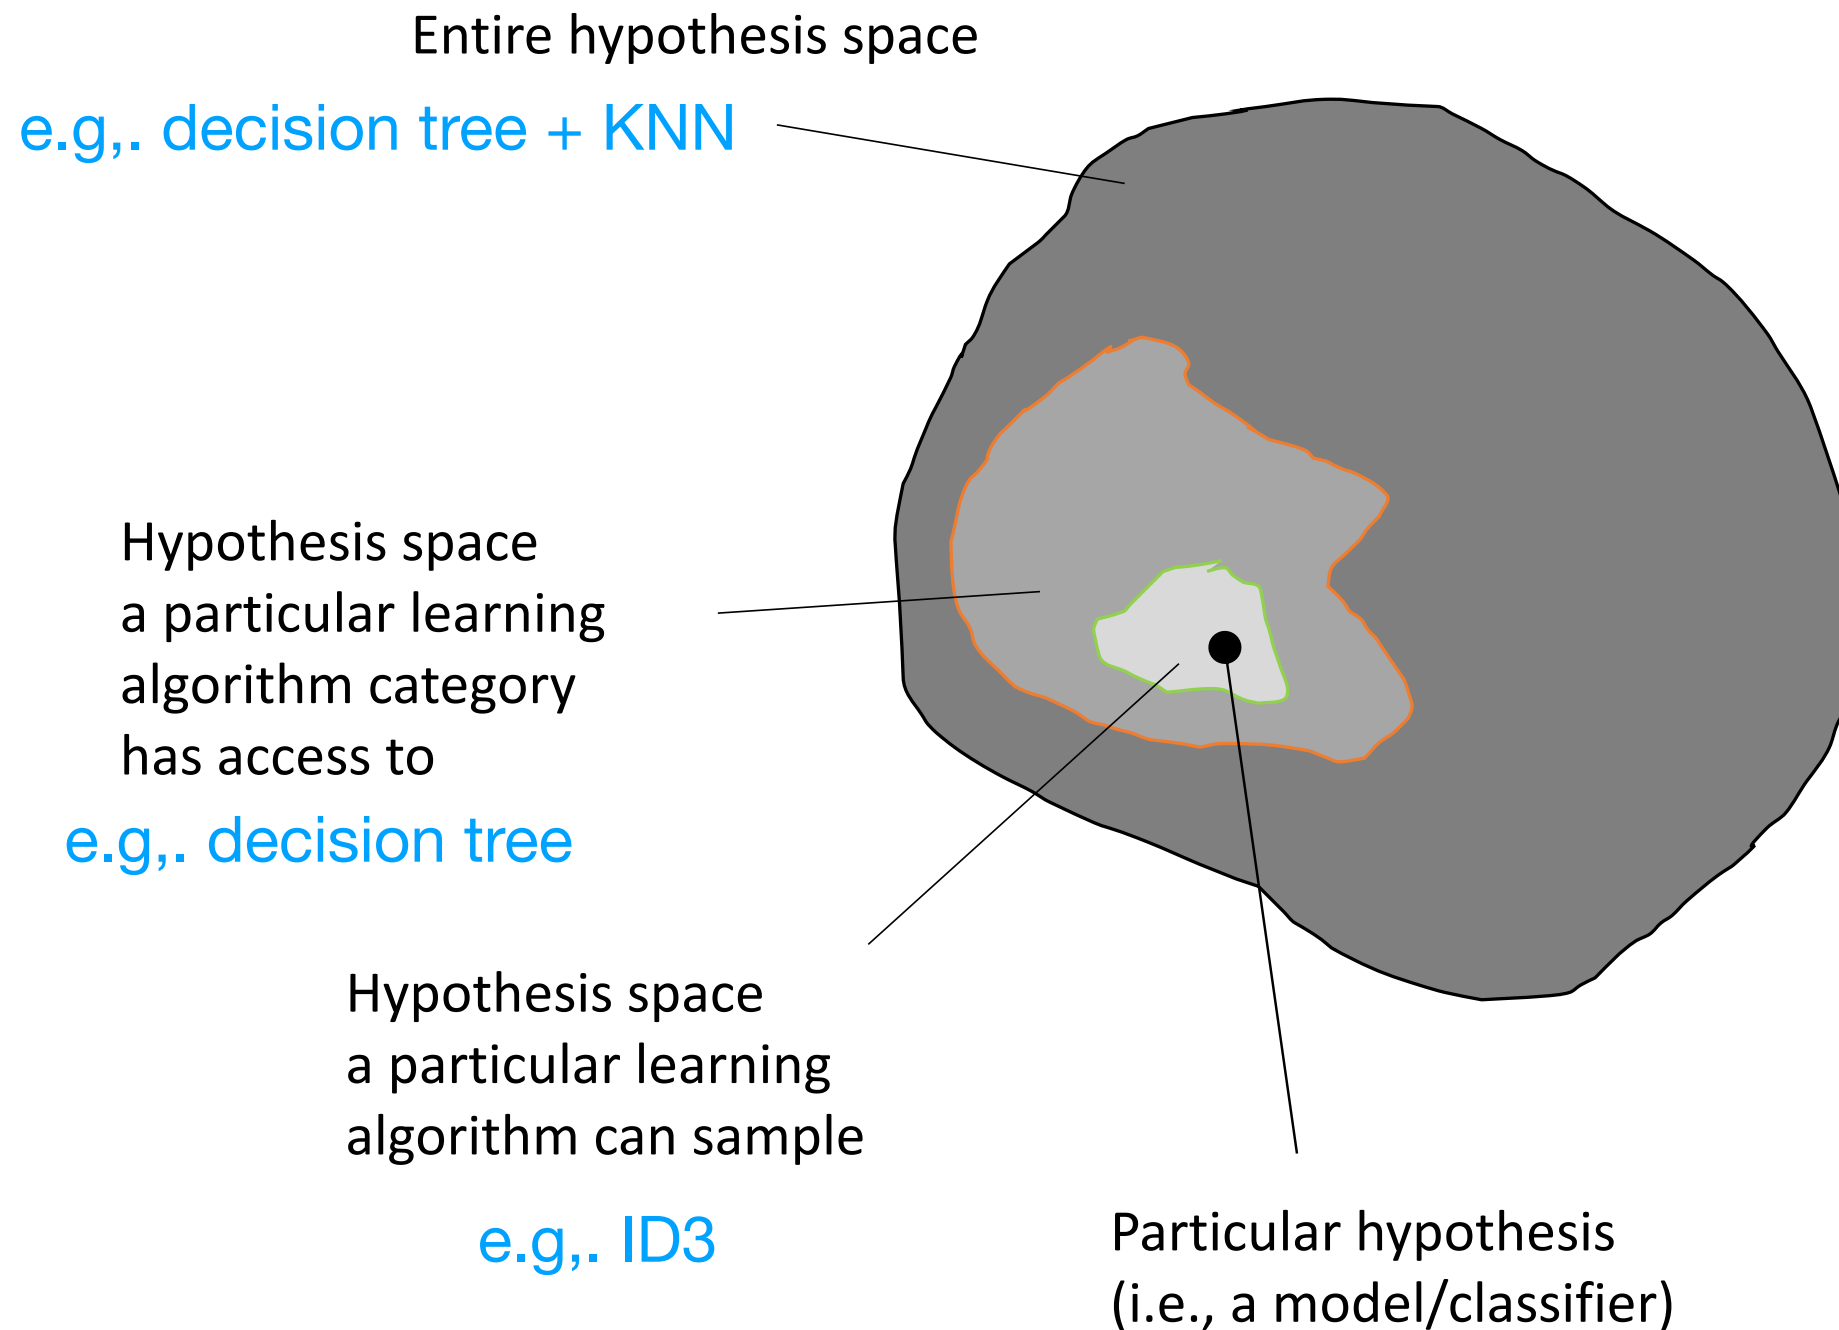 Entire hypothesis space
e.g,. decision tree + KNN
Hypothesis space
a particular learning
algorithm category
has access to
e.g,. decision tree
Hypothesis space
a particular learning
algorithm can sample
e.g,. ID3
Particular hypothesis
(i.e., a model/classifier)